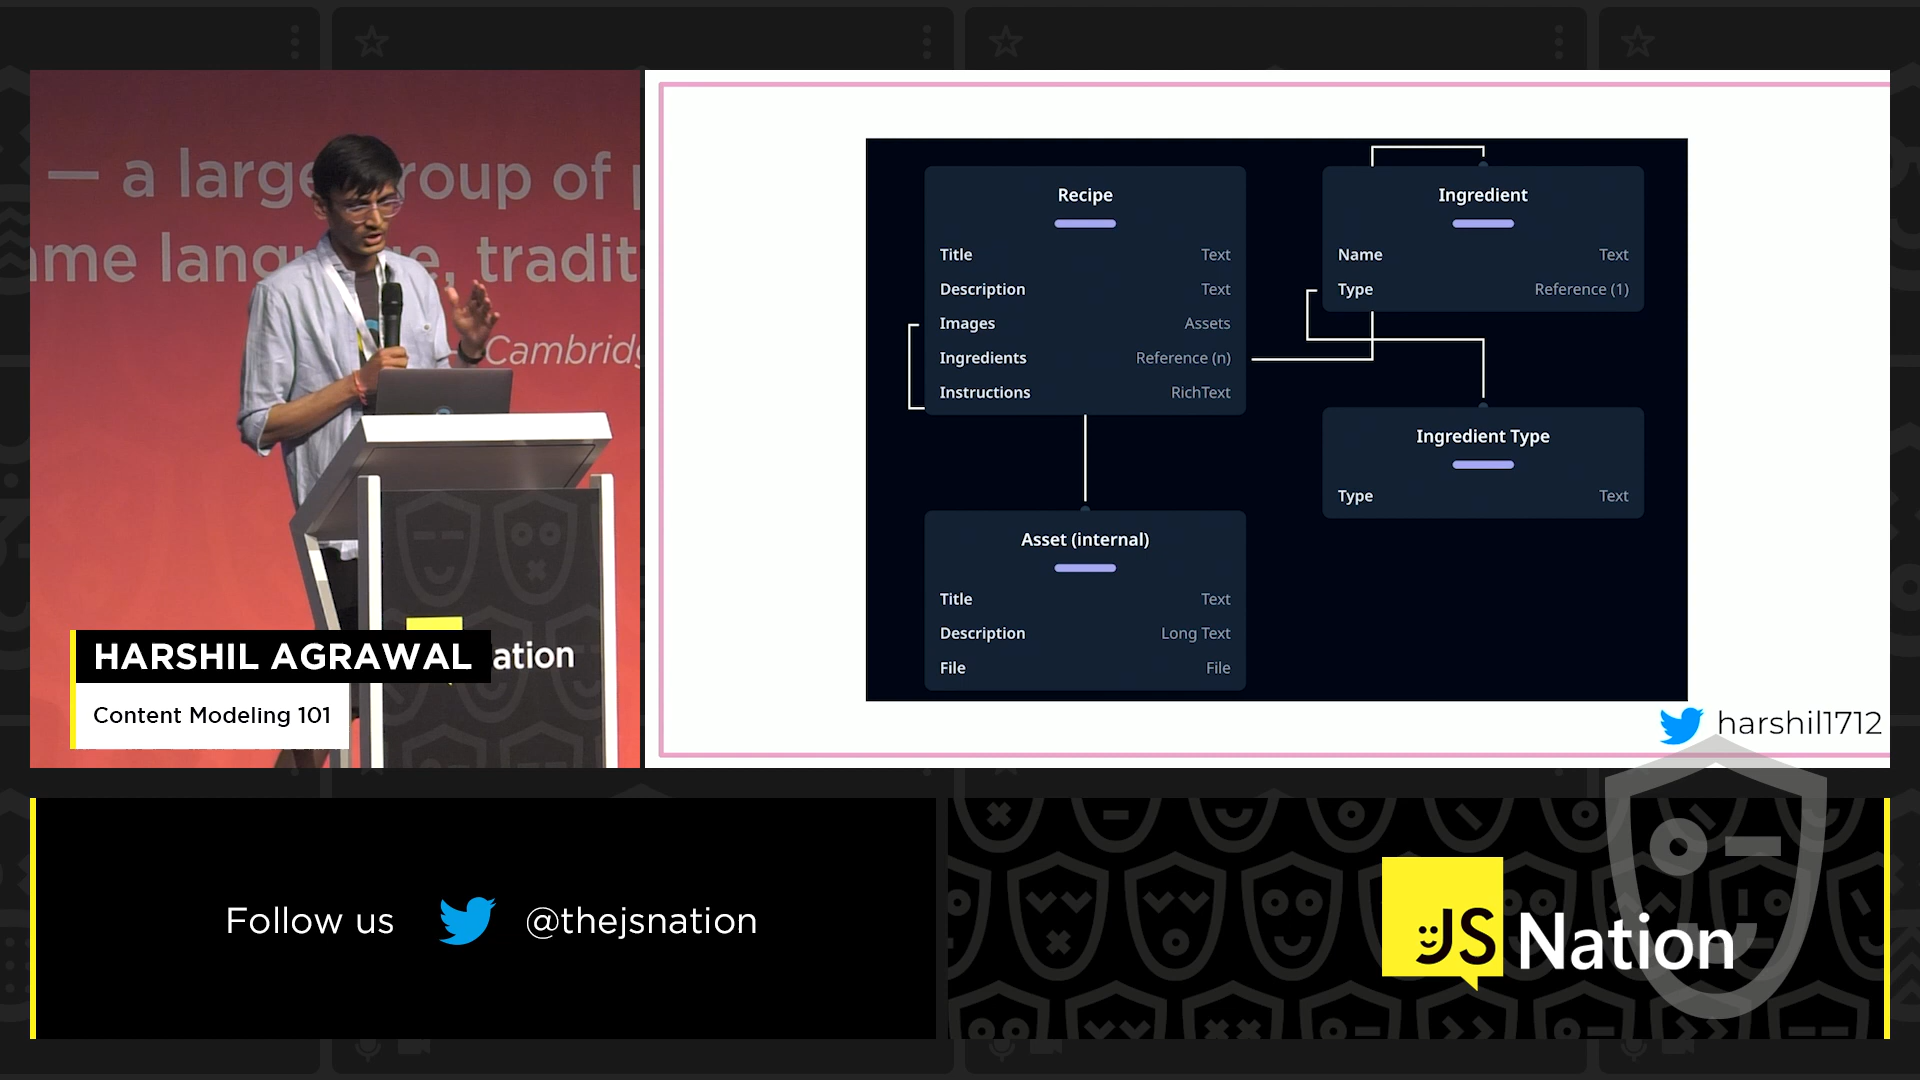 — a large group of p
ame language, tradit
Cambridg
ation
HARSHIL AGRAWAL
Content Modeling 101
Recipe
Title Text
Description Text
Images Assets
Ingredients Reference (n)
Instructions RichText
Ingredient
Name Text
Type Reference (1)
Ingredient Type
Type Text
Asset (internal)
Title Text
Description Long Text
File File
harshil1712
Follow us @thejsnation
JS Nation